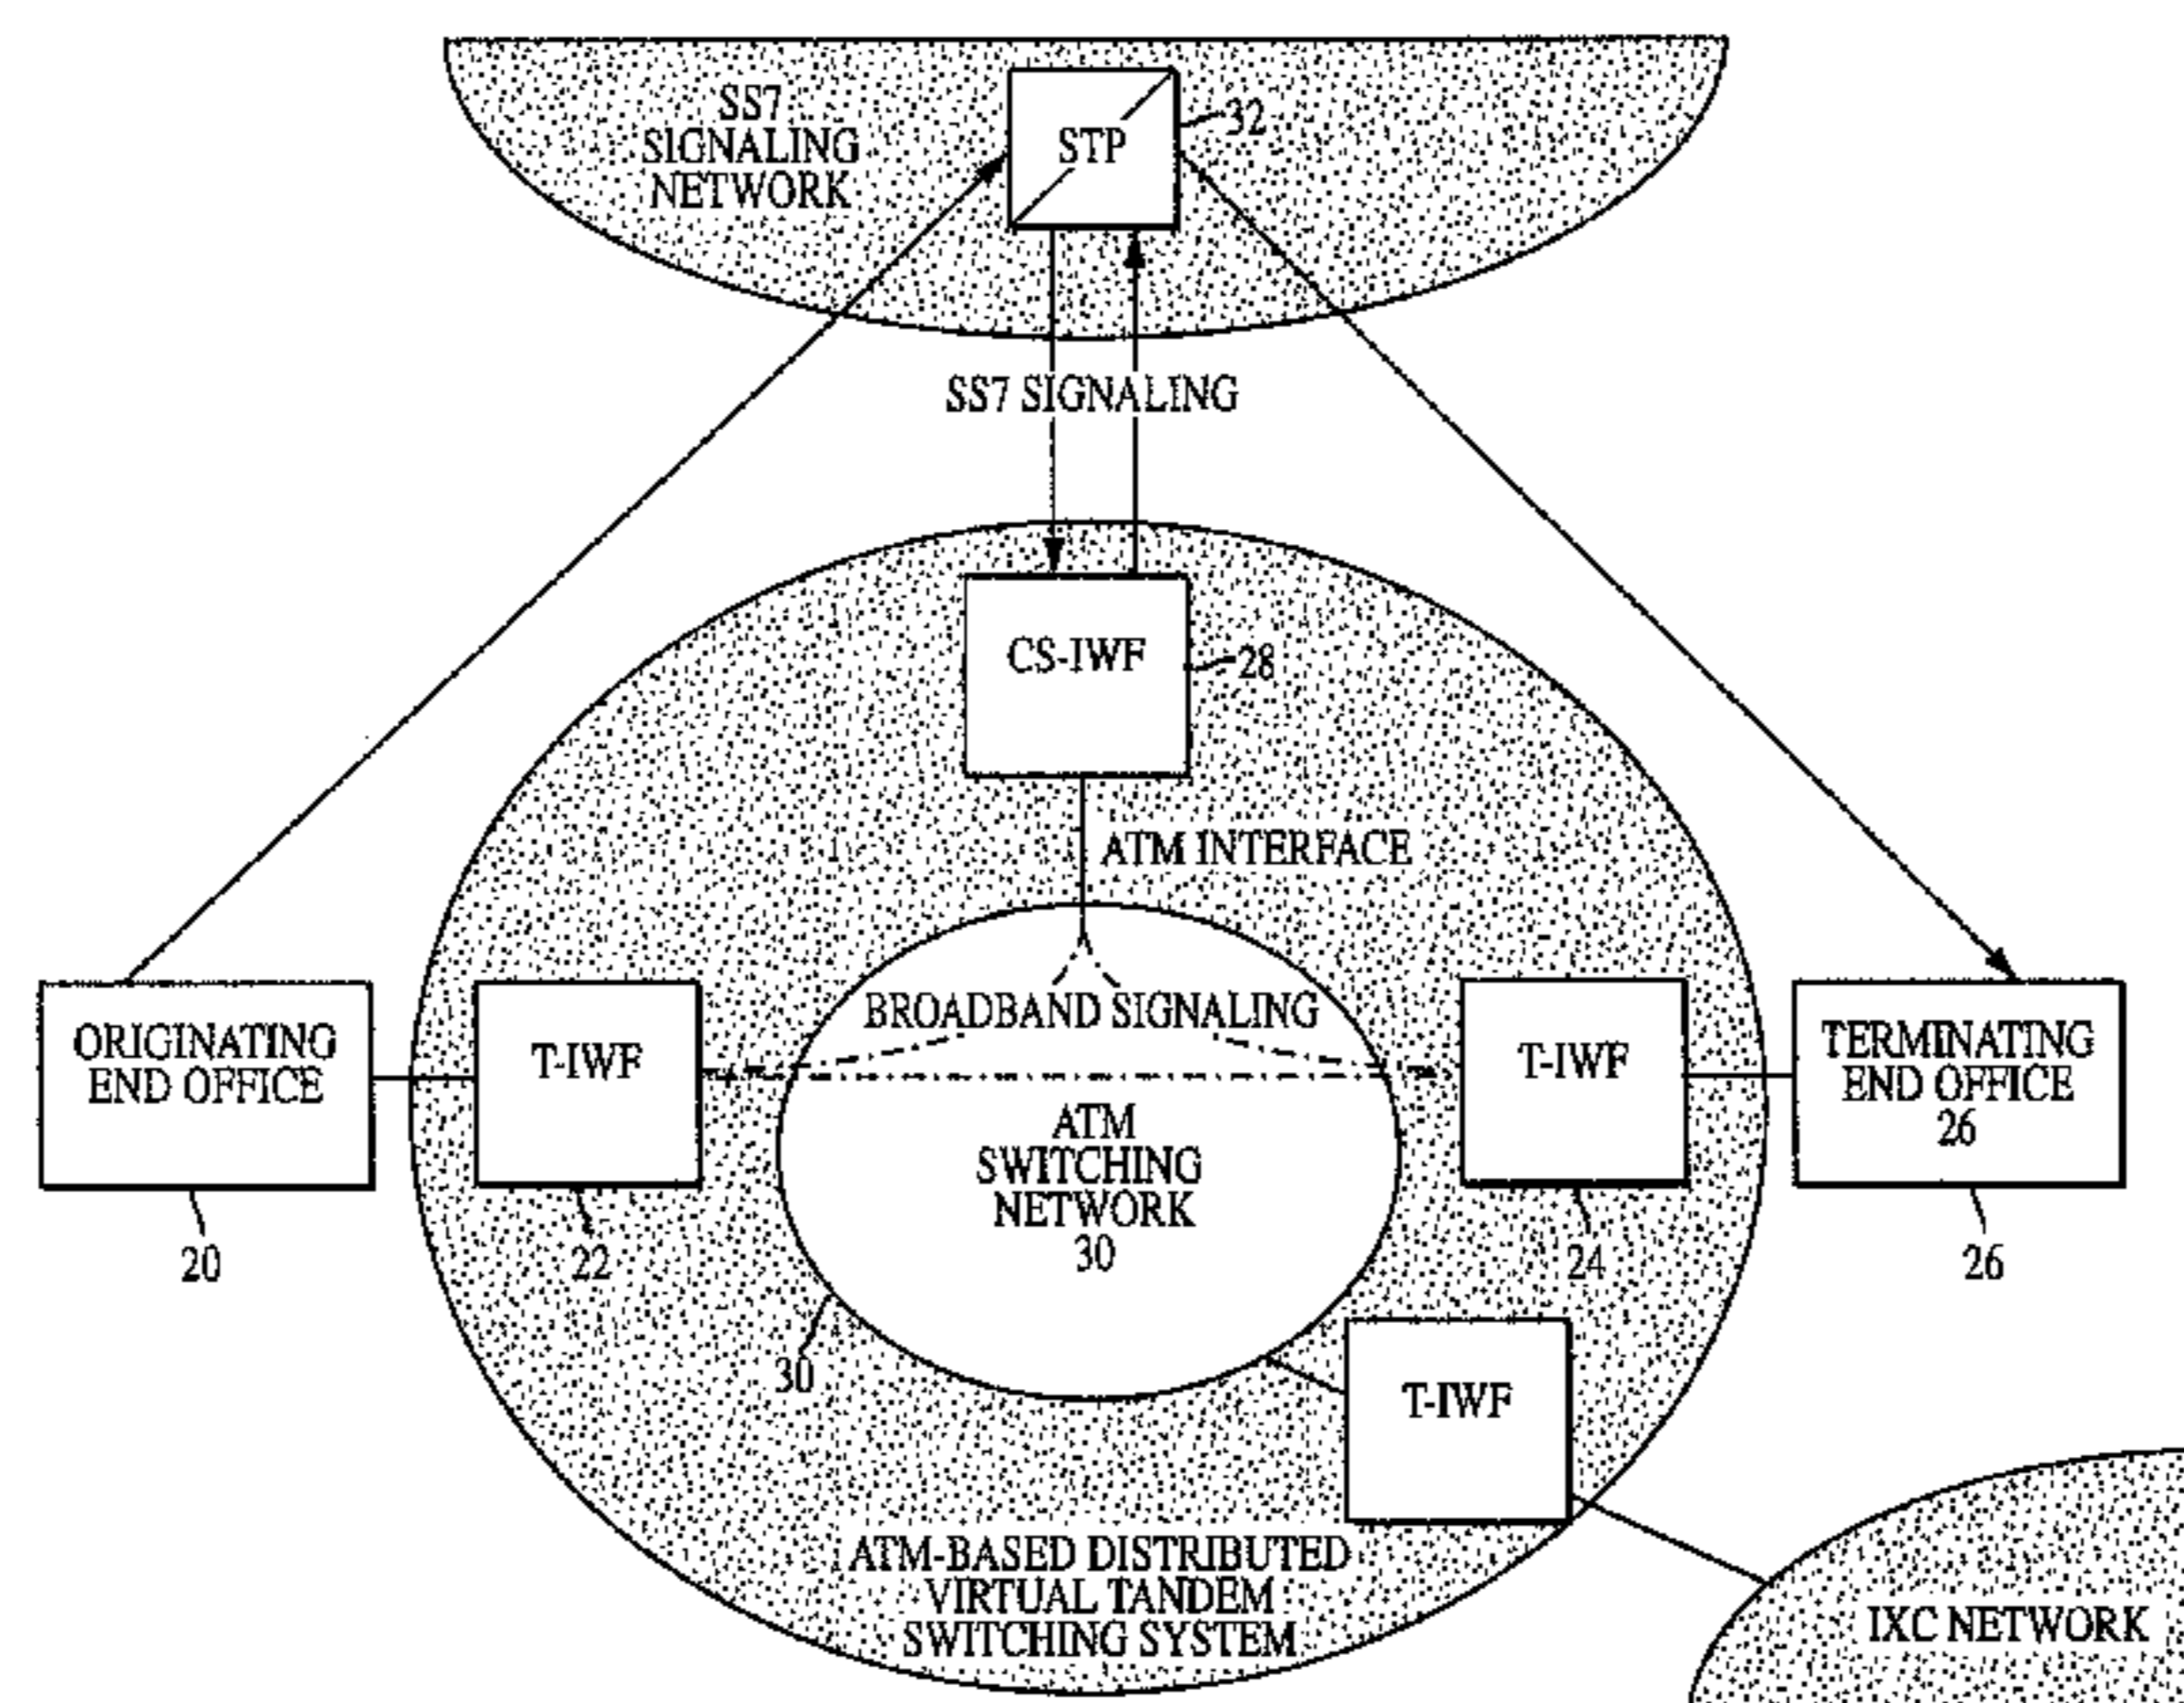 SS7
SIGNALING
NETWORK
STP
32
SS7 SIGNALING
CS-IWF
28
ATM INTERFACE
BROADBAND SIGNALING
ORIGINATING
END OFFICE
20
T-IWF
22
ATM
SWITCHING
NETWORK
30
30
T-IWF
24
TERMINATING
END OFFICE
26
26
T-IWF
ATM-BASED DISTRIBUTED
VIRTUAL TANDEM
SWITCHING SYSTEM
IXC NETWORK